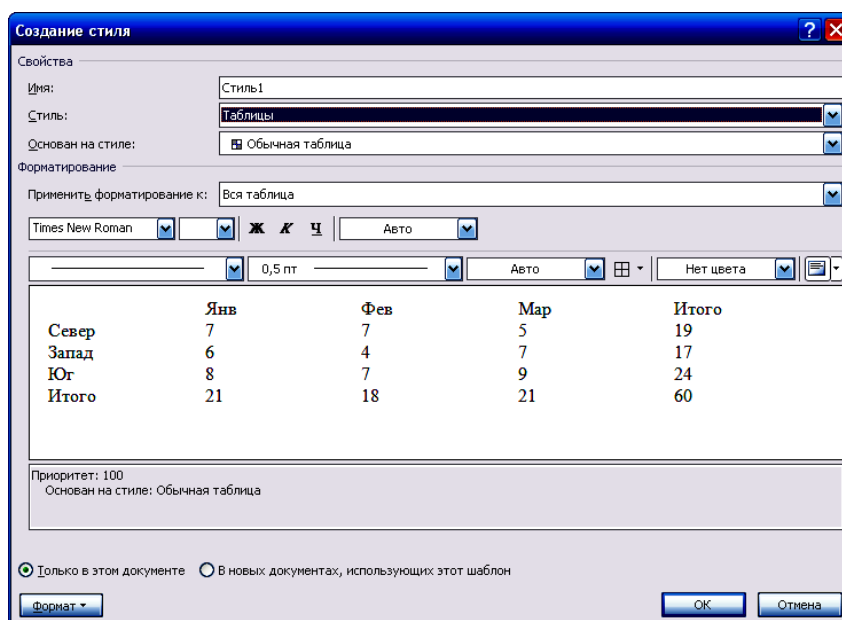 Создание стиля
Свойства
Имя: Стиль1
Стиль: Таблицы
Основан на стиле: Обычная таблица
Форматирование
Применить форматирование к: Вся таблица
Times New Roman Ж К Ч Авто
0,5 пт Авто Нет цвета
Янв Фев Мар Итого
Север 7 7 5 19
Запад 6 4 7 17
Юг 8 7 9 24
Итого 21 18 21 60
Приоритет: 100
Основан на стиле: Обычная таблица
Только в этом документе В новых документах, использующих этот шаблон
Формат ОК Отмена